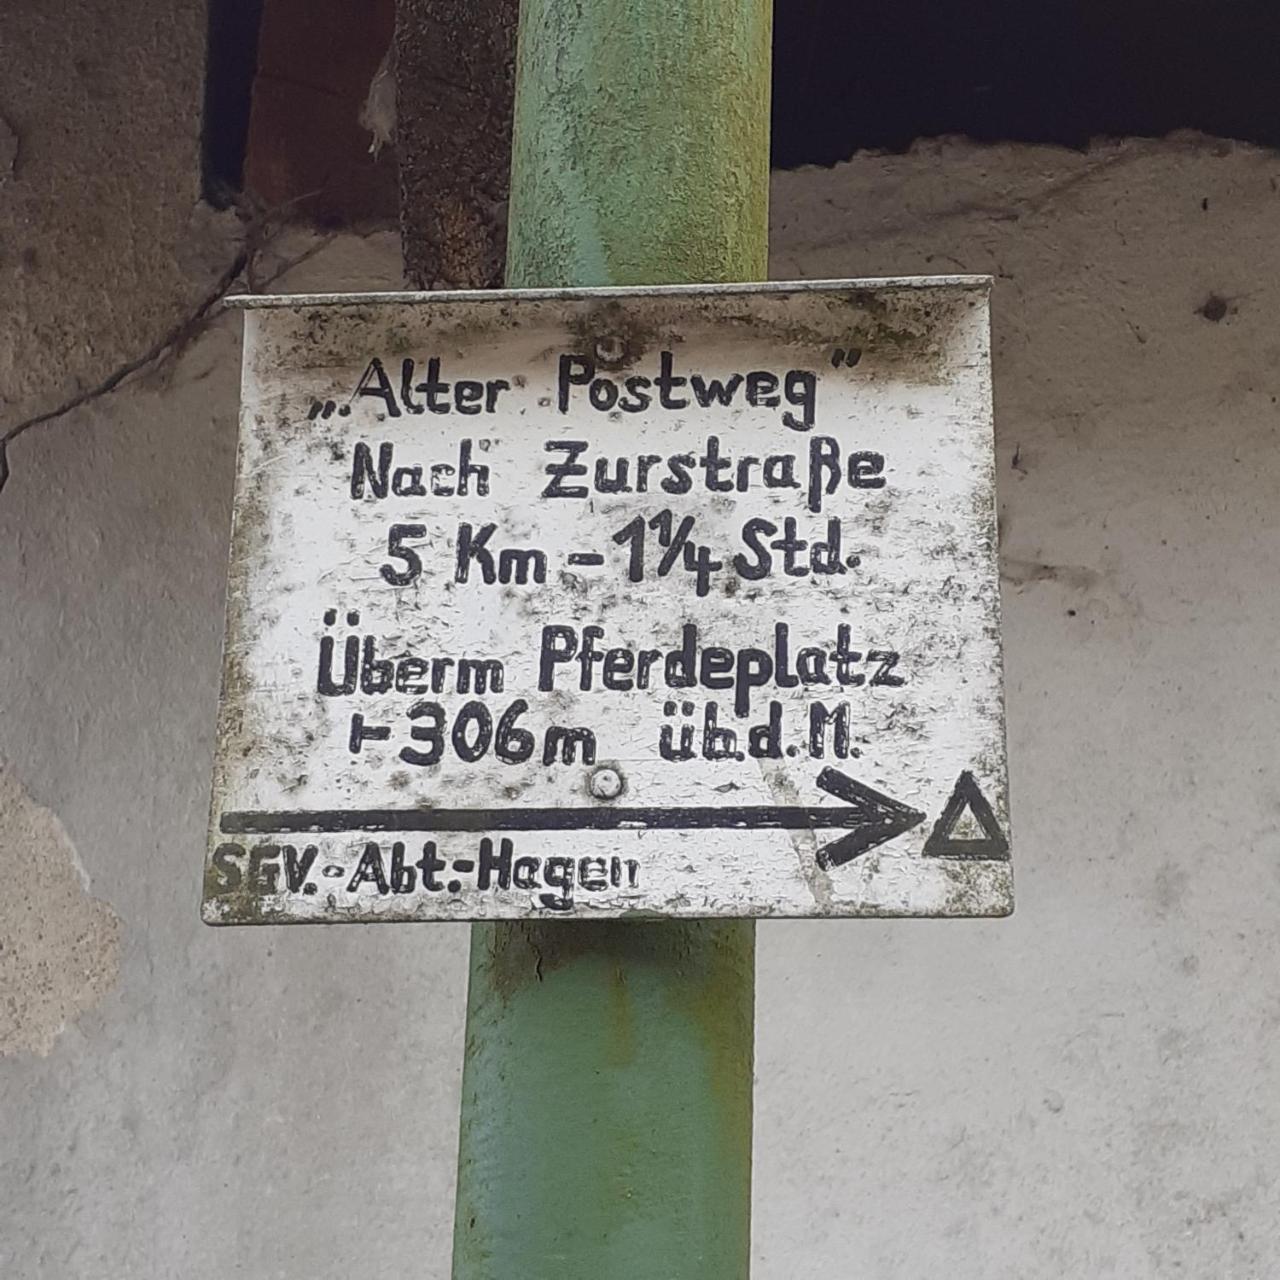 „Alter Postweg"
Nach Zurstraße
5 Km - 1¼ Std.
Überm Pferdeplatz
⊢306m üb.d.M.
SGV.-Abt.-Hagen